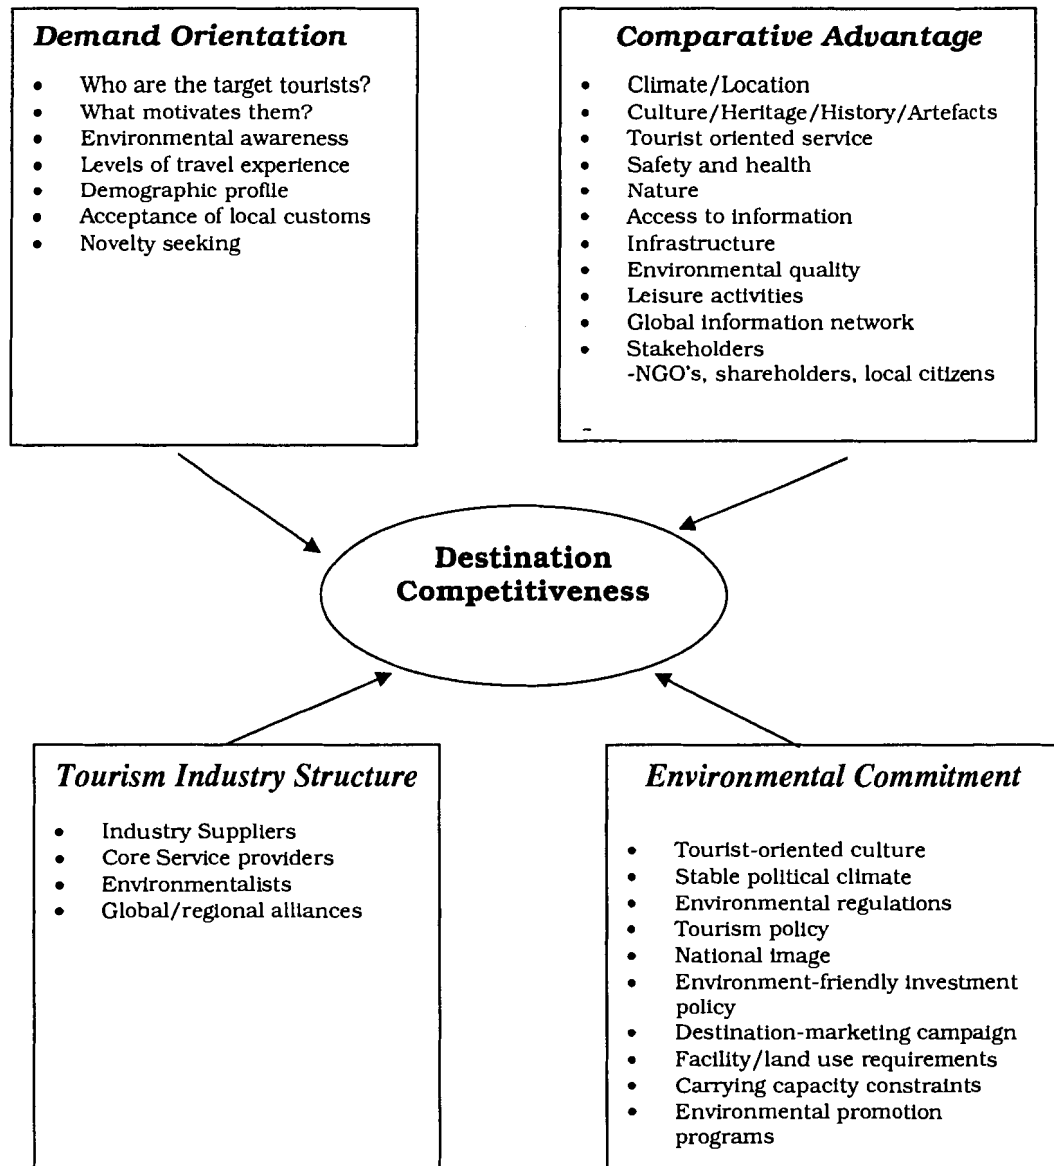 Demand Orientation
• Who are the target tourists?
• What motivates them?
• Environmental awareness
• Levels of travel experience
• Demographic profile
• Acceptance of local customs
• Novelty seeking
Comparative Advantage
• Climate/Location
• Culture/Heritage/History/Artefacts
• Tourist oriented service
• Safety and health
• Nature
• Access to information
• Infrastructure
• Environmental quality
• Leisure activities
• Global information network
• Stakeholders
-NGO's, shareholders, local citizens
-
Destination
Competitiveness
Tourism Industry Structure
• Industry Suppliers
• Core Service providers
• Environmentalists
• Global/regional alliances
Environmental Commitment
• Tourist-oriented culture
• Stable political climate
• Environmental regulations
• Tourism policy
• National image
• Environment-friendly investment
policy
• Destination-marketing campaign
• Facility/land use requirements
• Carrying capacity constraints
• Environmental promotion
programs